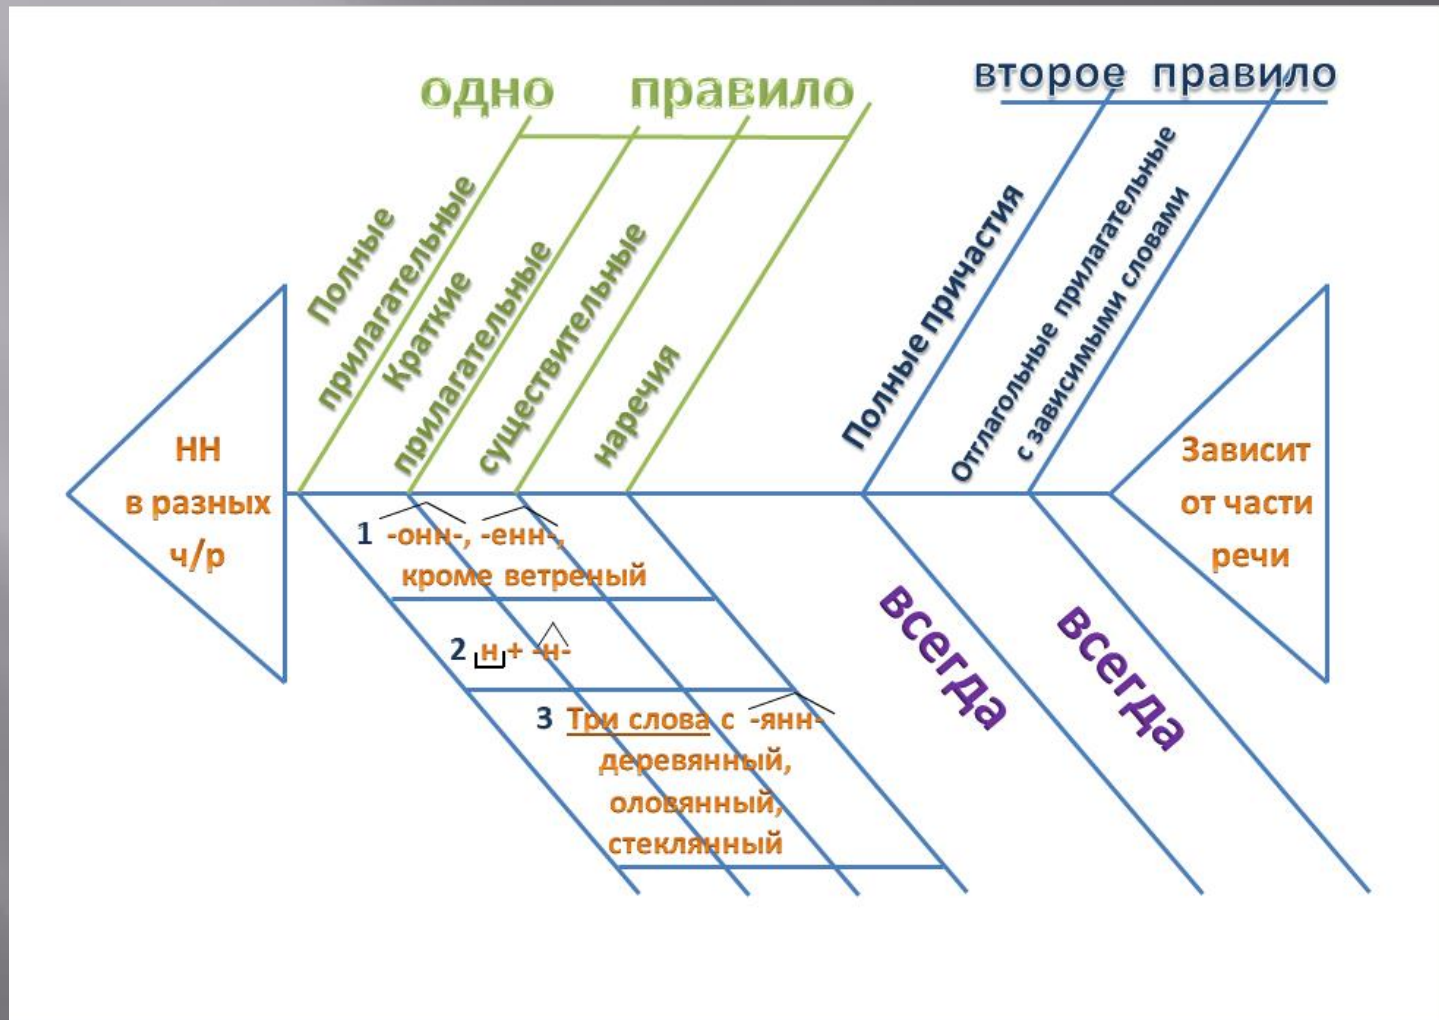 одно правило
второе правило
Полные
прилагательные
Краткие
прилагательные
существительные
наречия
Полные причастия
Отглагольные прилагательные
с зависимыми словами
НН
в разных
ч/р
1 -онн-, -енн-,
кроме ветреный
2 н + -н-
3 Три слова с -янн-
деревянный,
оловянный,
стеклянный
всегда
всегда
Зависит
от части
речи